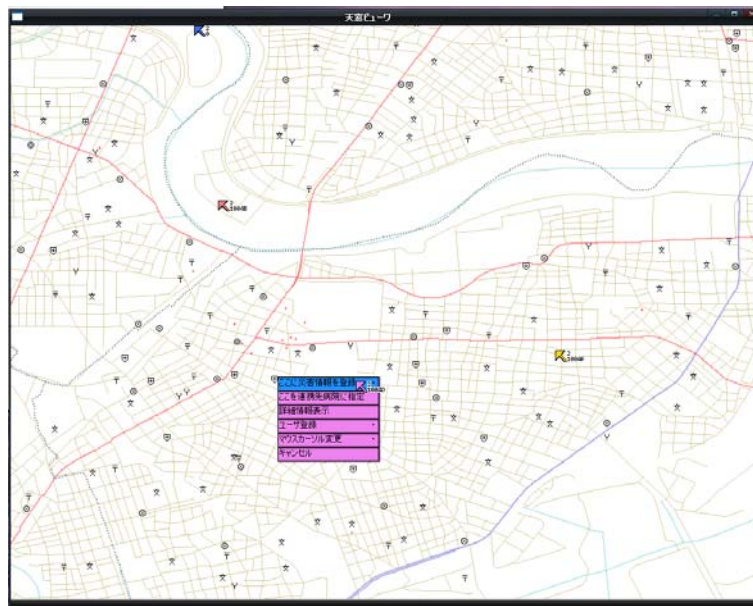 天窓ビューワ
ここに災害情報を登録
ここを連携先病院に指定
詳細情報表示
ユーザ登録
マウスカーソル変更
キャンセル